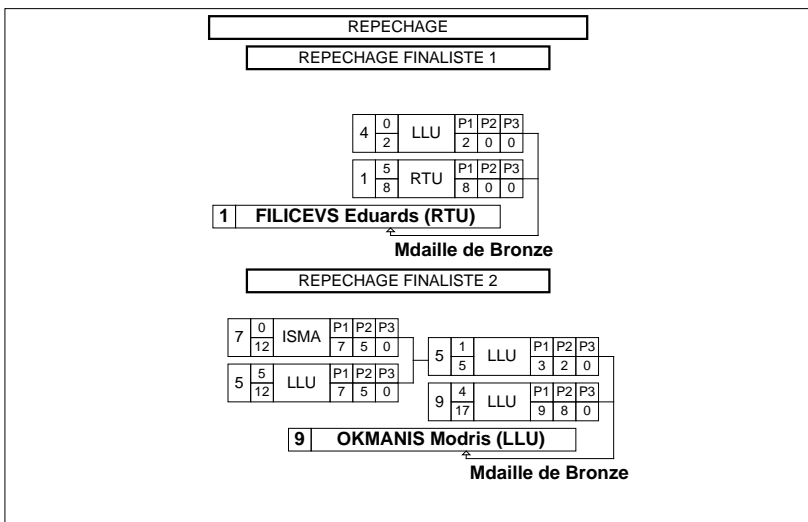 REPECHAGE
REPECHAGE FINALISTE 1
4 0 LLU P1 P2 P3
2 2 0 0
1 5 RTU P1 P2 P3
8 8 0 0
1 FILICEVS Eduards (RTU)
Mdaille de Bronze
REPECHAGE FINALISTE 2
7 0 ISMA P1 P2 P3
12 7 5 0
5 1 LLU P1 P2 P3
5 3 2 0
5 5 LLU P1 P2 P3
12 7 5 0
9 4 LLU P1 P2 P3
17 9 8 0
9 OKMANIS Modris (LLU)
Mdaille de Bronze